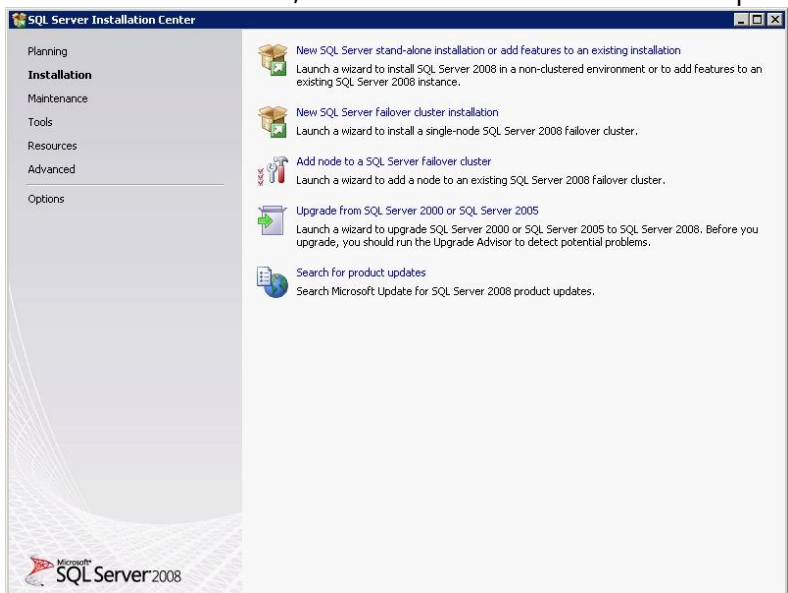 SQL Server Installation Center
Planning
Installation
Maintenance
Tools
Resources
Advanced
Options
New SQL Server stand-alone installation or add features to an existing installation
Launch a wizard to install SQL Server 2008 in a non-clustered environment or to add features to an
existing SQL Server 2008 instance.
New SQL Server failover cluster installation
Launch a wizard to install a single-node SQL Server 2008 failover cluster.
Add node to a SQL Server failover cluster
Launch a wizard to add a node to an existing SQL Server 2008 failover cluster.
Upgrade from SQL Server 2000 or SQL Server 2005
Launch a wizard to upgrade SQL Server 2000 or SQL Server 2005 to SQL Server 2008. Before you
upgrade, you should run the Upgrade Advisor to detect potential problems.
Search for product updates
Search Microsoft Update for SQL Server 2008 product updates.
Microsoft®
SQL Server® 2008